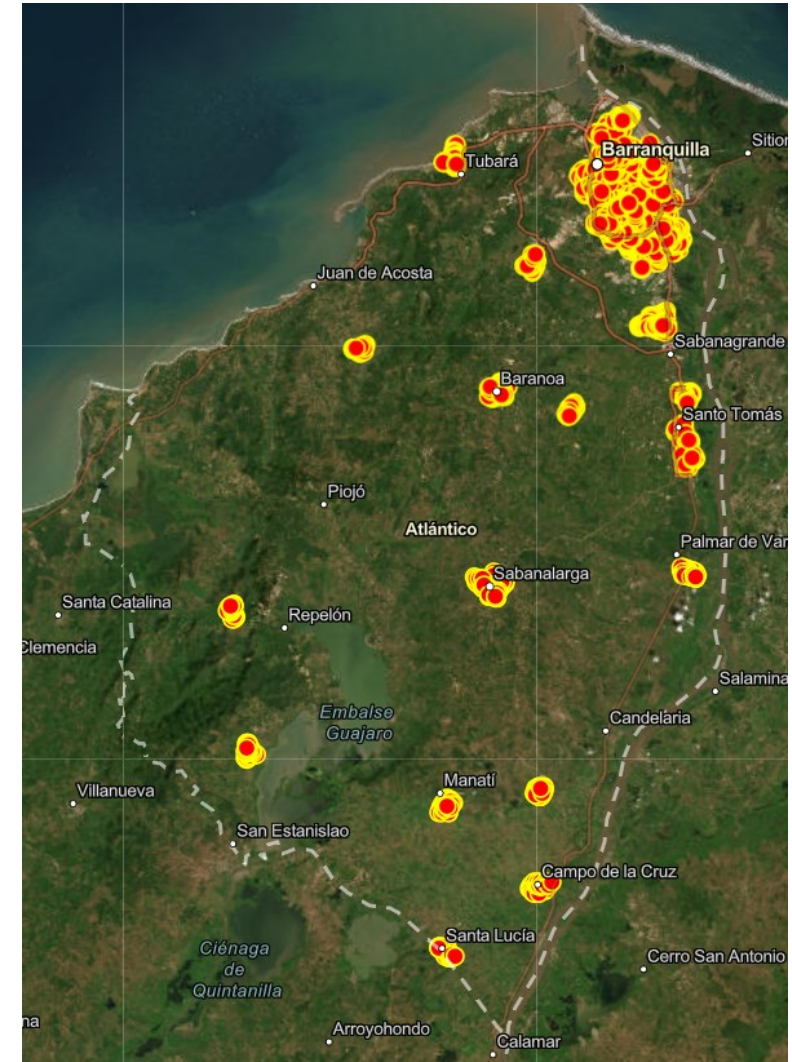 Barranquilla
Sition
Tubará
Juan de Acosta
Sabanagrande
Baranoa
Santo Tomás
Piojó
Atlántico
Palmar de Var
Sabanalarga
Santa Catalina
Repelón
Clemencia
Salamina
Embalse
Guajaro
Candelaria
Manatí
Villanueva
San Estanislao
Campo de la Cruz
Santa Lucía
Ciénaga
de
Quintanilla
Cerro San Antonio
na
Arroyohondo
Calamar